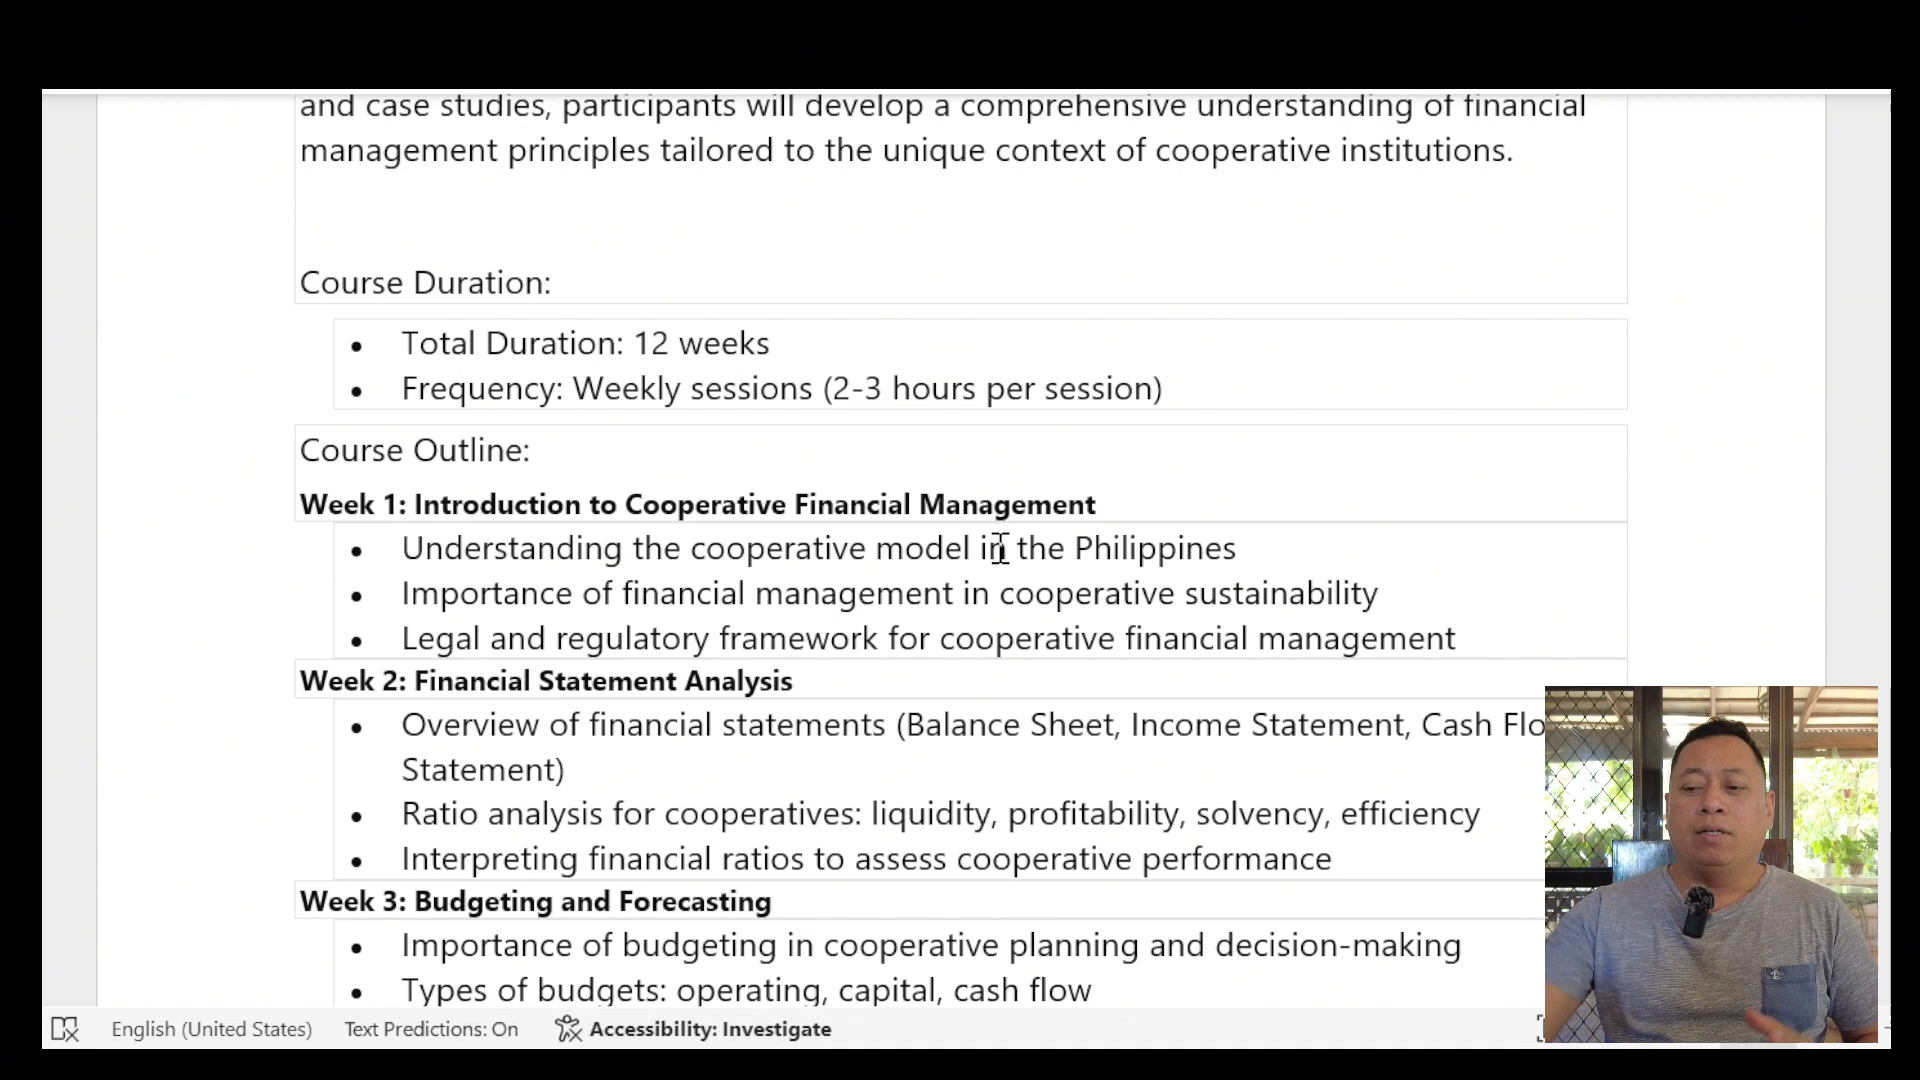 and case studies, participants will develop a comprehensive understanding of financial
management principles tailored to the unique context of cooperative institutions.
Course Duration:
• Total Duration: 12 weeks
• Frequency: Weekly sessions (2-3 hours per session)
Course Outline:
Week 1: Introduction to Cooperative Financial Management
• Understanding the cooperative model in the Philippines
• Importance of financial management in cooperative sustainability
• Legal and regulatory framework for cooperative financial management
Week 2: Financial Statement Analysis
• Overview of financial statements (Balance Sheet, Income Statement, Cash Flo
Statement)
• Ratio analysis for cooperatives: liquidity, profitability, solvency, efficiency
• Interpreting financial ratios to assess cooperative performance
Week 3: Budgeting and Forecasting
• Importance of budgeting in cooperative planning and decision-making
• Types of budgets: operating, capital, cash flow
English (United States) Text Predictions: On Accessibility: Investigate